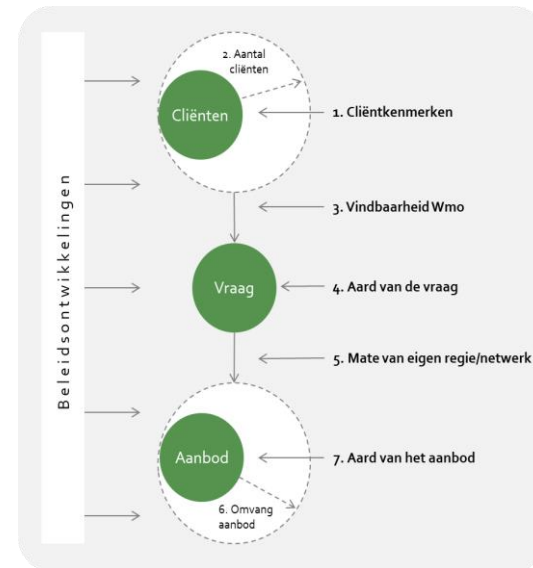 Beleidsontwikkelingen
2. Aantal
cliënten
Cliënten
1. Cliëntkenmerken
3. Vindbaarheid Wmo
Vraag
4. Aard van de vraag
5. Mate van eigen regie/netwerk
Aanbod
7. Aard van het aanbod
6. Omvang
aanbod